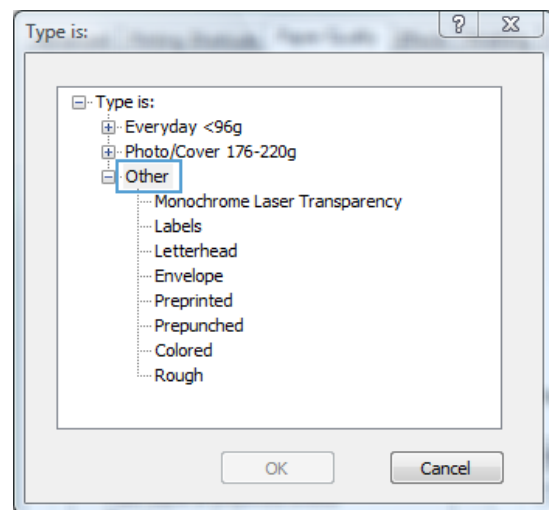 Type is:
Type is:
Everyday <96g
Photo/Cover 176-220g
Other
Monochrome Laser Transparency
Labels
Letterhead
Envelope
Preprinted
Prepunched
Colored
Rough
OK
Cancel